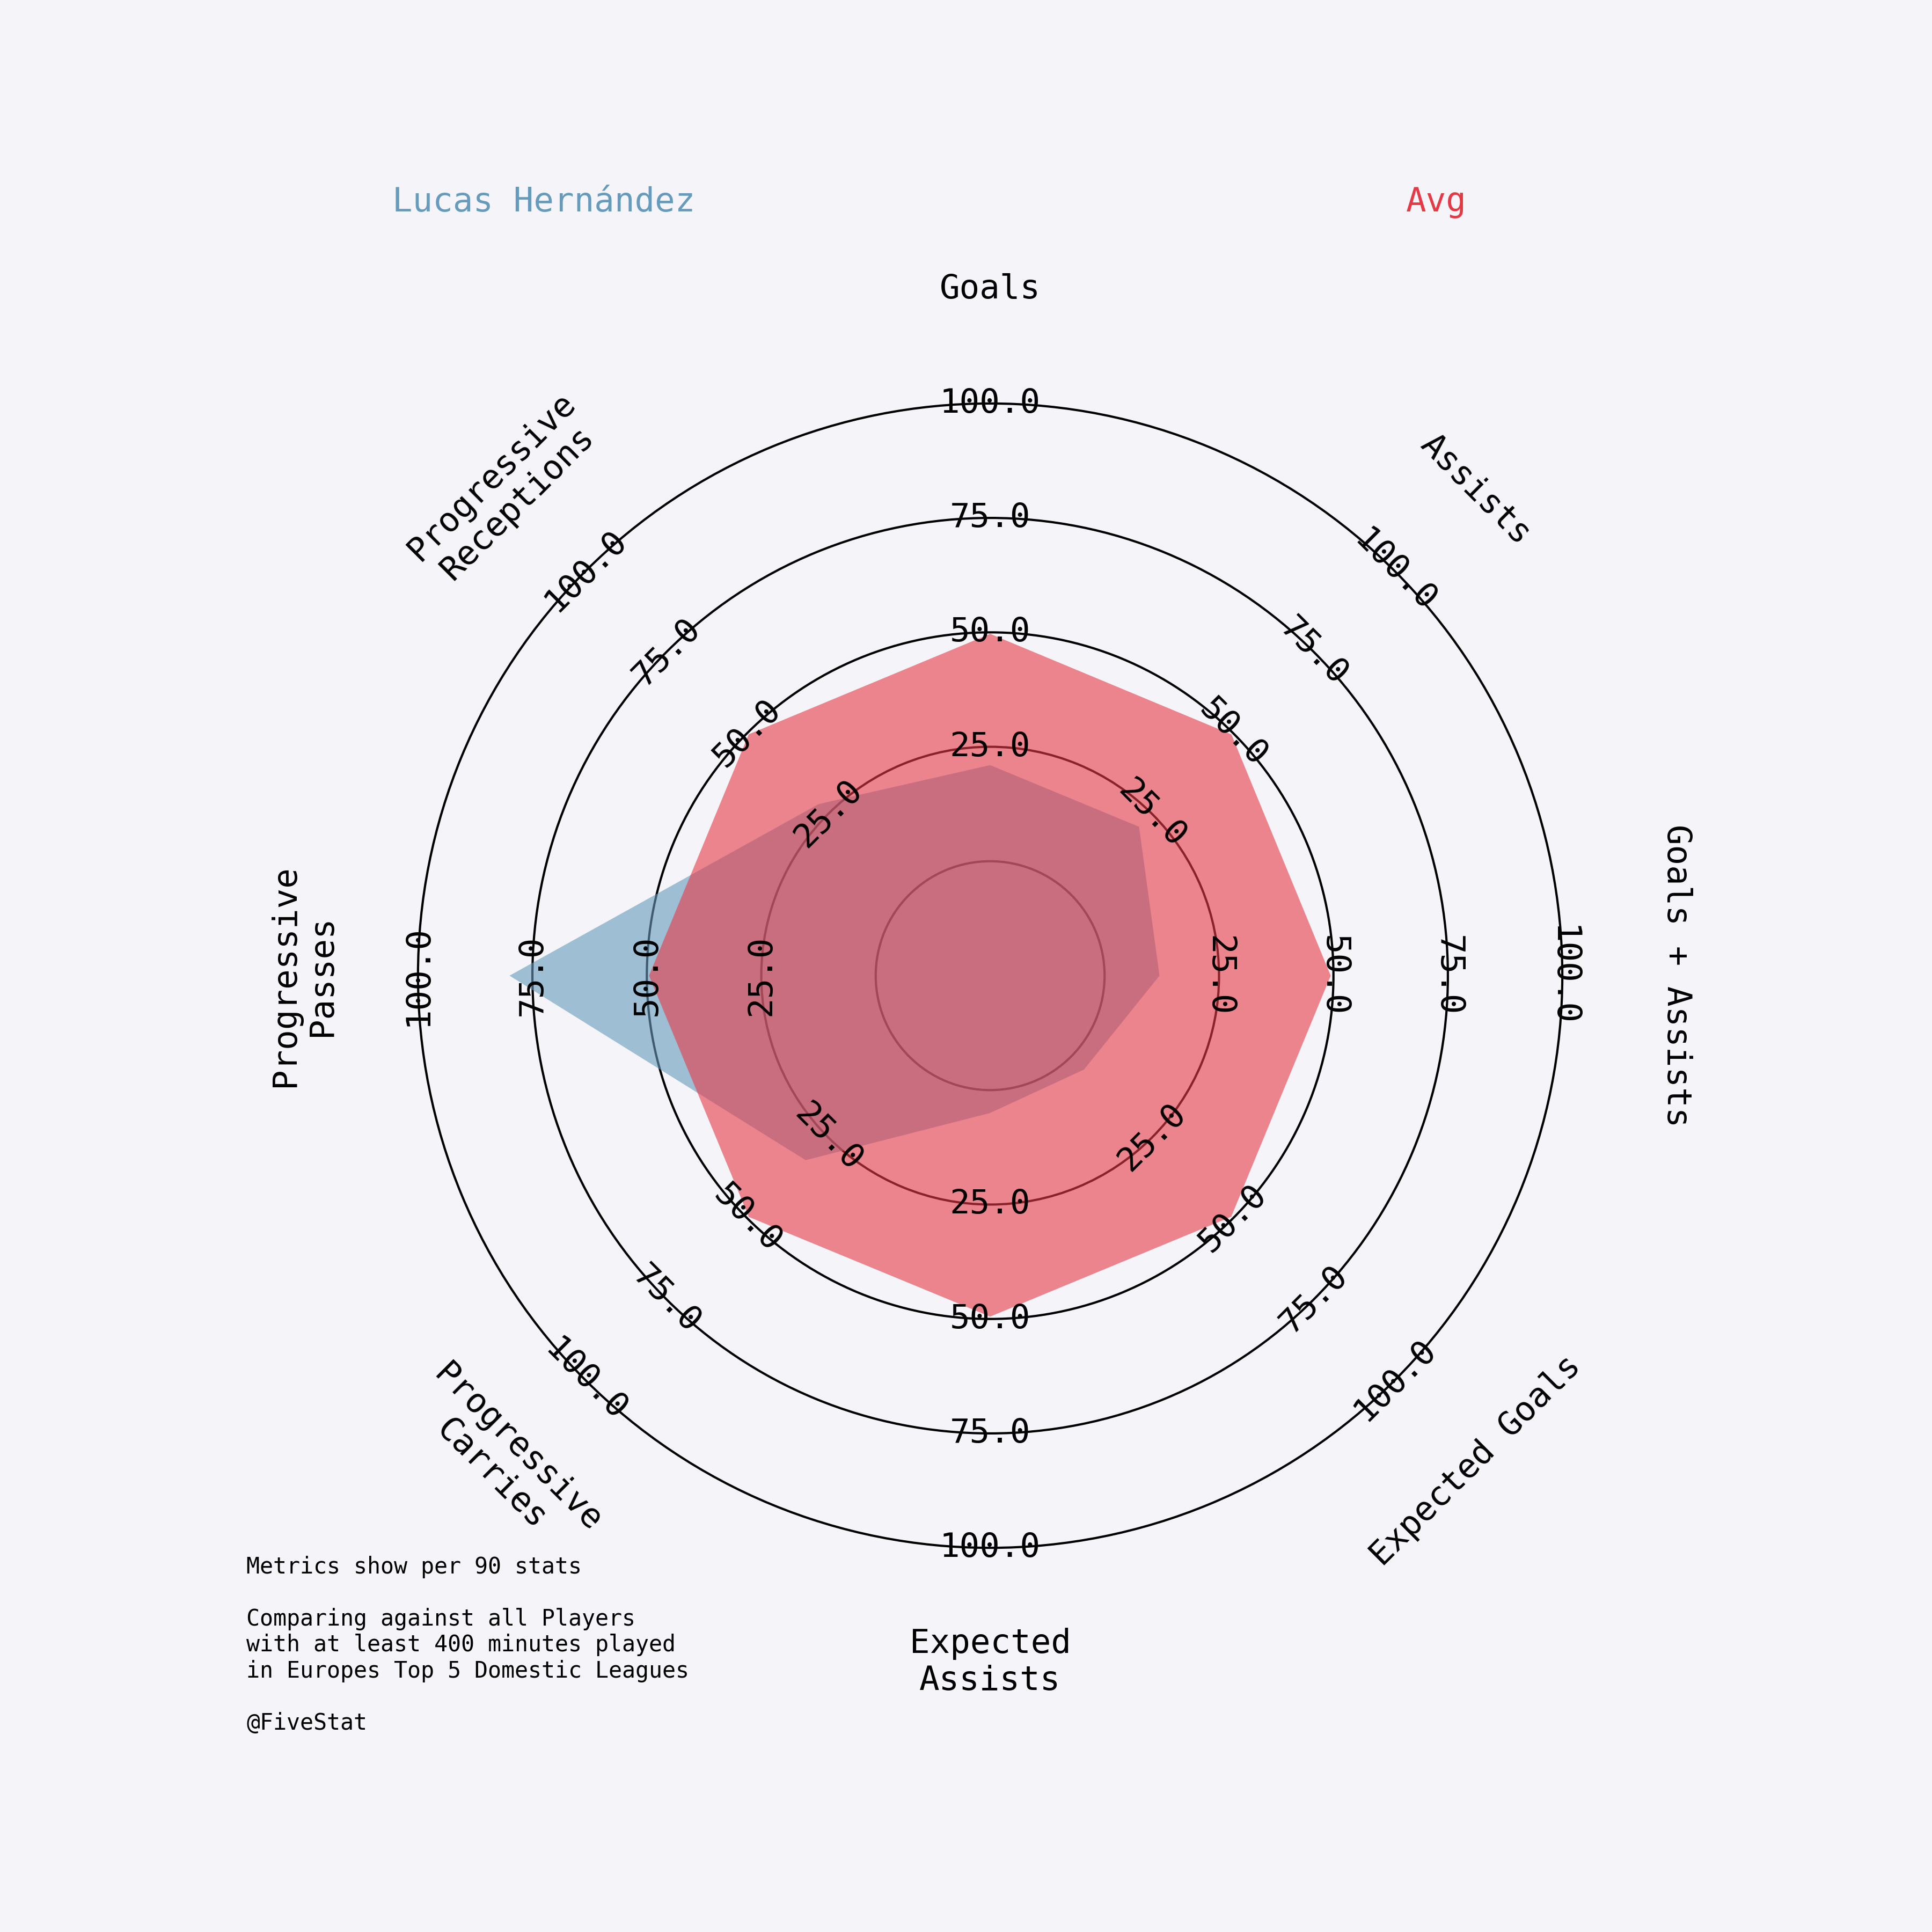 Lucas Hernández
Avg
Goals
Assists
Goals + Assists
Expected Goals
Expected
Assists
Progressive
Carries
Progressive
Passes
Progressive
Receptions
25.0
50.0
75.0
100.0
25.0
50.0
75.0
100.0
25.0
50.0
75.0
100.0
25.0
50.0
75.0
100.0
25.0
50.0
75.0
100.0
25.0
50.0
75.0
100.0
25.0
50.0
75.0
100.0
25.0
50.0
75.0
100.0
Metrics show per 90 stats
Comparing against all Players
with at least 400 minutes played
in Europes Top 5 Domestic Leagues
@FiveStat